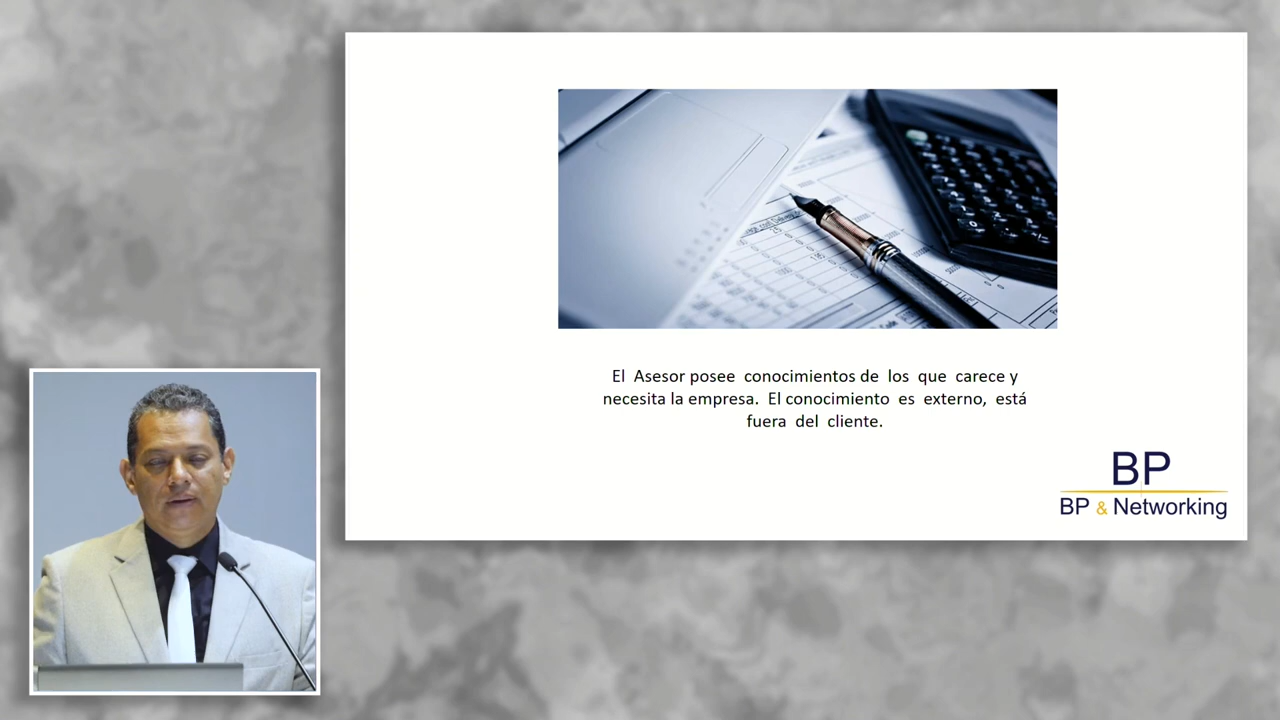 El Asesor posee conocimientos de los que carece y
necesita la empresa. El conocimiento es externo, está
fuera del cliente.
BP
BP & Networking